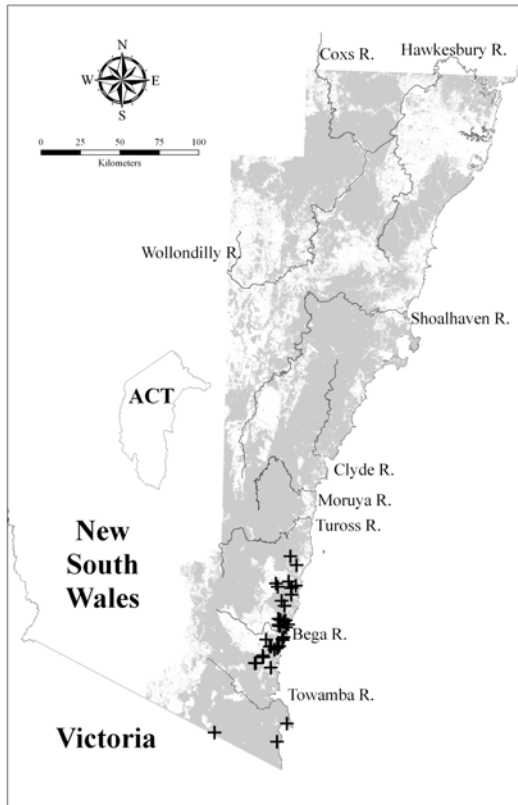 Coxs R.
Hawkesbury R.
N
W E
S
0 25 50 75 100
Kilometers
Wollondilly R.
Shoalhaven R.
ACT
Clyde R.
Moruya R.
Tuross R.
New
South
Wales
Bega R.
Towamba R.
Victoria